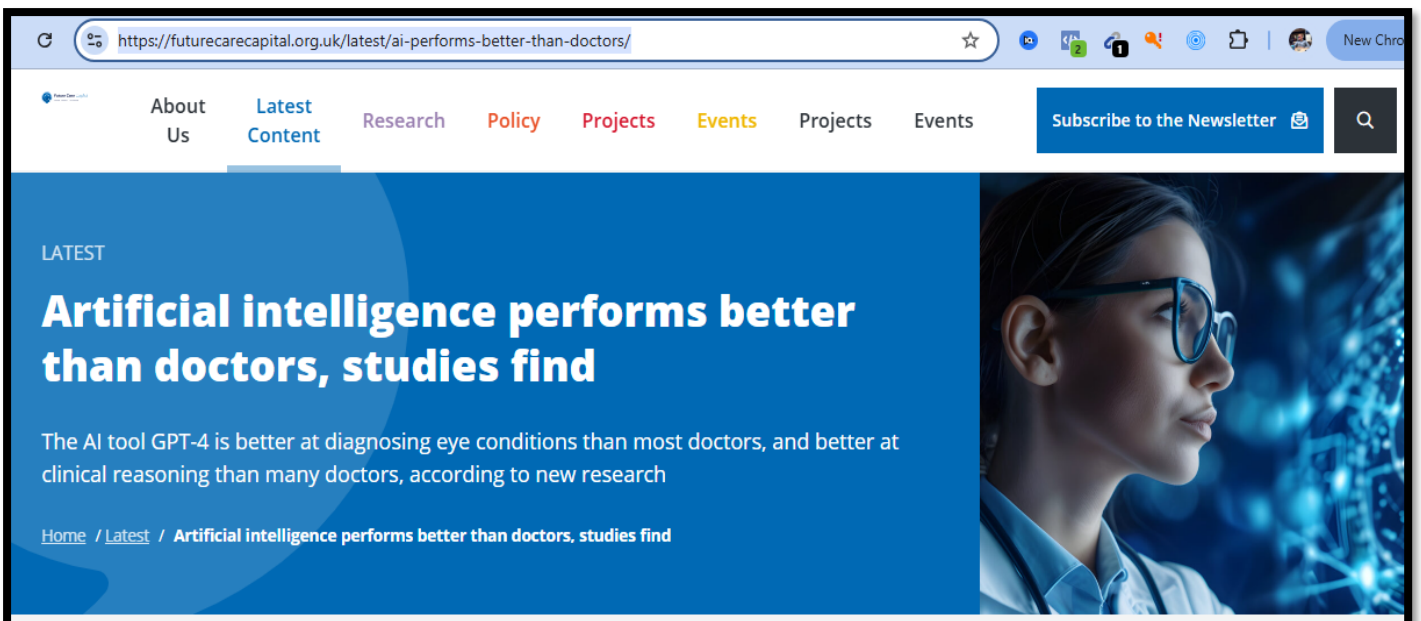 https://futurecarecapital.org.uk/latest/ai-performs-better-than-doctors/
2
1
New Chro
About
Us
Latest
Content
Research
Policy
Projects
Events
Projects
Events
Subscribe to the Newsletter
LATEST
Artificial intelligence performs better
than doctors, studies find
The AI tool GPT-4 is better at diagnosing eye conditions than most doctors, and better at
clinical reasoning than many doctors, according to new research
Home / Latest / Artificial intelligence performs better than doctors, studies find